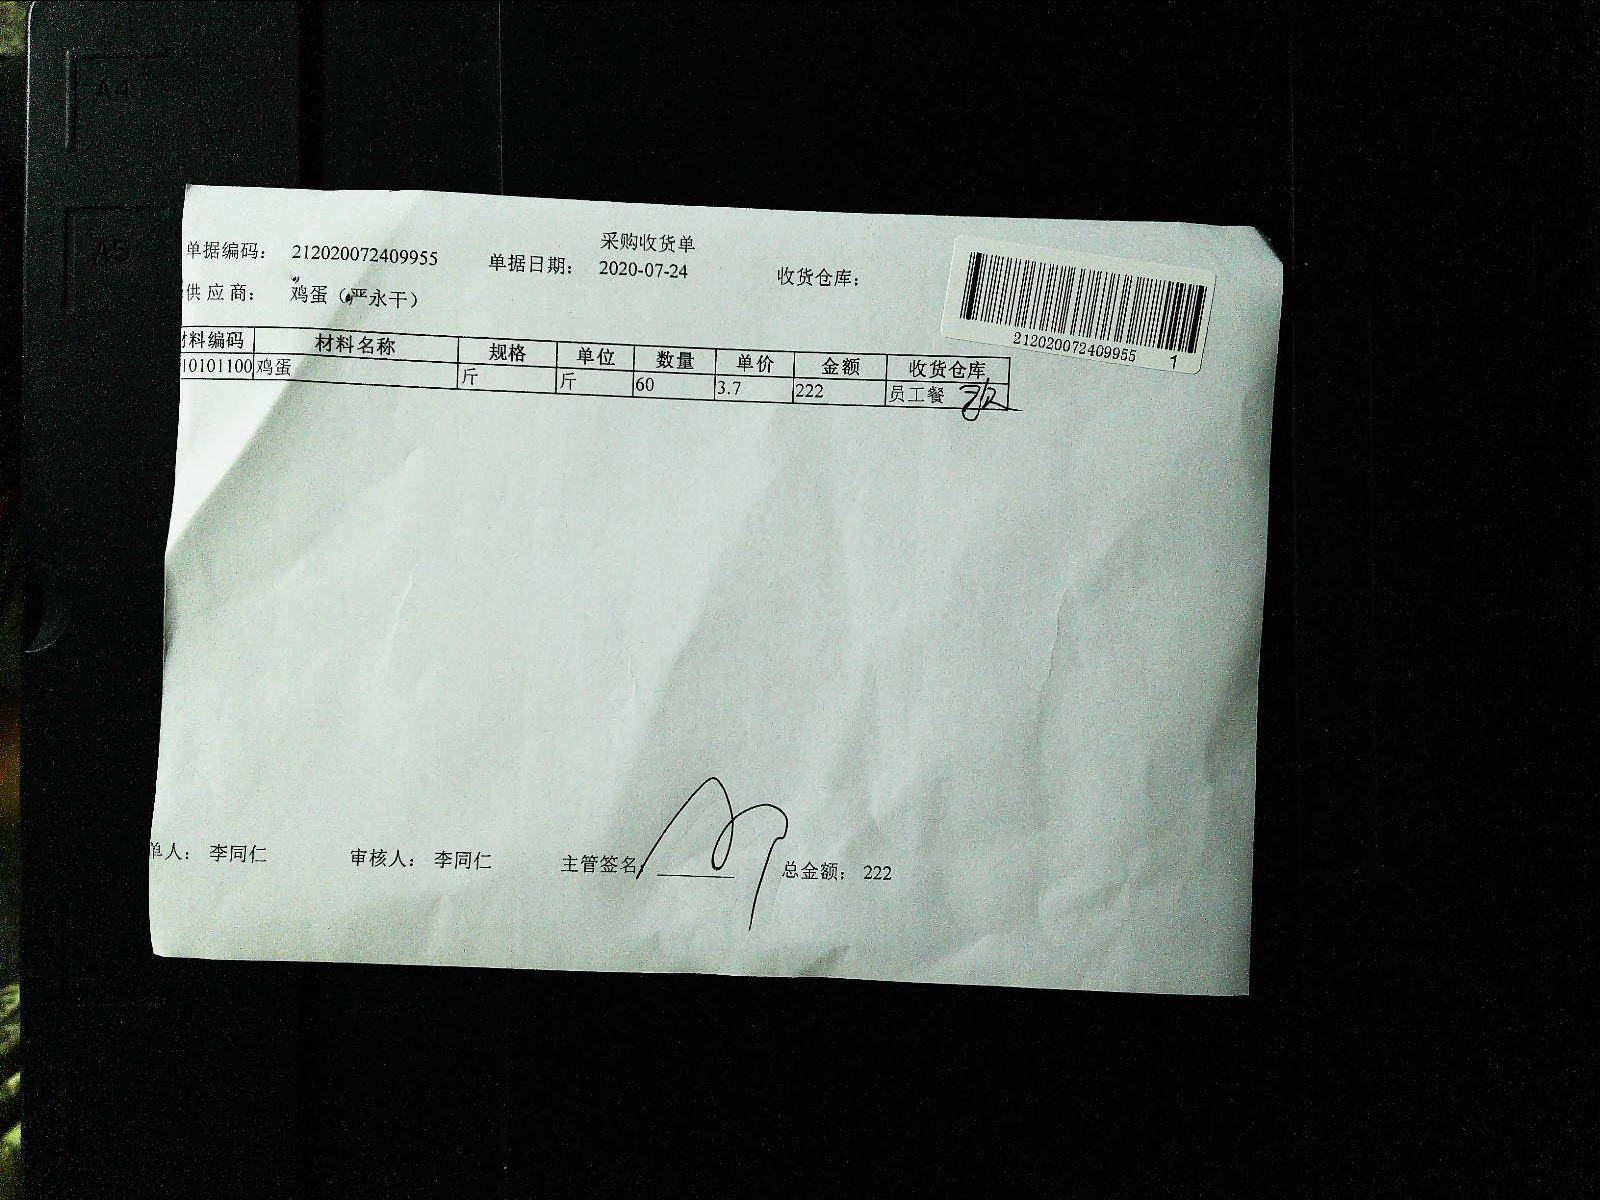 A4
A5
采购收货单
单据编码： 212020072409955 单据日期： 2020-07-24 收货仓库：
供应商： 鸡蛋（严永干）
212020072409955 1
材料编码 材料名称 规格 单位 数量 单价 金额 收货仓库
10101100 鸡蛋 斤 斤 60 3.7 222 员工餐
单人： 李同仁 审核人： 李同仁 主管签名: 总金额： 222